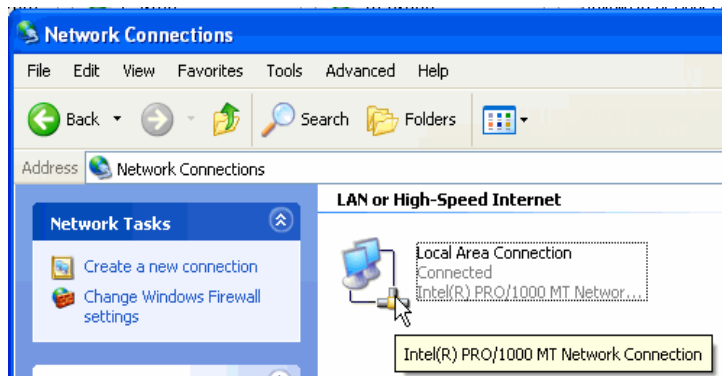 Network Connections
File Edit View Favorites Tools Advanced Help
Back Search Folders
Address Network Connections
LAN or High-Speed Internet
Network Tasks
Create a new connection
Change Windows Firewall
settings
Local Area Connection
Connected
Intel(R) PRO/1000 MT Networ...
Intel(R) PRO/1000 MT Network Connection